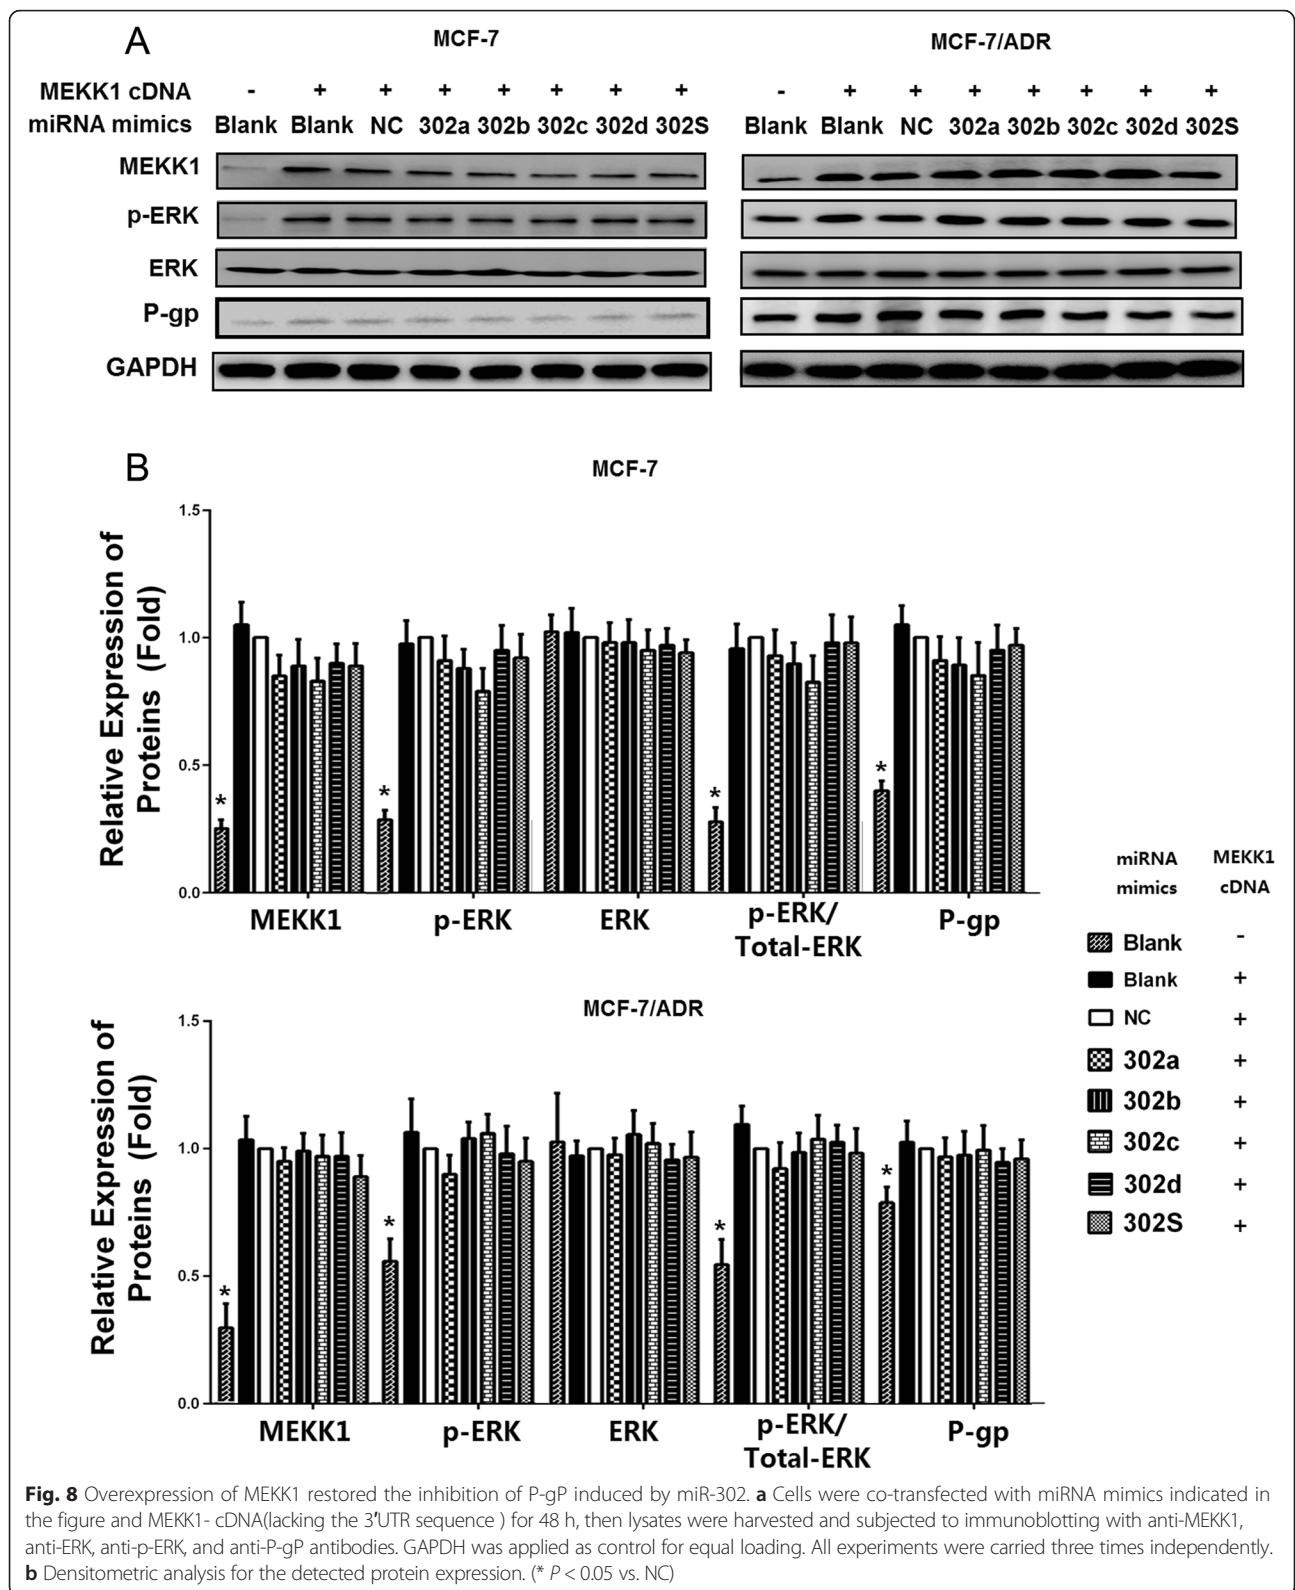 A
MCF-7
MCF-7/ADR
MEKK1 cDNA - + + + + + + + - + + + + + + +
miRNA mimics Blank Blank NC 302a 302b 302c 302d 302S Blank Blank NC 302a 302b 302c 302d 302S
MEKK1
p-ERK
ERK
P-gp
GAPDH
B
MCF-7
Relative Expression of
Proteins (Fold)
1.5
1.0
0.5
0.0
* * * *
MEKK1 p-ERK ERK p-ERK/
Total-ERK P-gp
miRNA MEKK1
mimics cDNA
Blank -
Blank +
NC +
302a +
302b +
302c +
302d +
302S +
MCF-7/ADR
Relative Expression of
Proteins (Fold)
1.5
1.0
0.5
0.0
* * * *
MEKK1 p-ERK ERK p-ERK/
Total-ERK P-gp
Fig. 8 Overexpression of MEKK1 restored the inhibition of P-gP induced by miR-302. a Cells were co-transfected with miRNA mimics indicated in
the figure and MEKK1- cDNA(lacking the 3′UTR sequence ) for 48 h, then lysates were harvested and subjected to immunoblotting with anti-MEKK1,
anti-ERK, anti-p-ERK, and anti-P-gP antibodies. GAPDH was applied as control for equal loading. All experiments were carried three times independently.
b Densitometric analysis for the detected protein expression. (* P < 0.05 vs. NC)